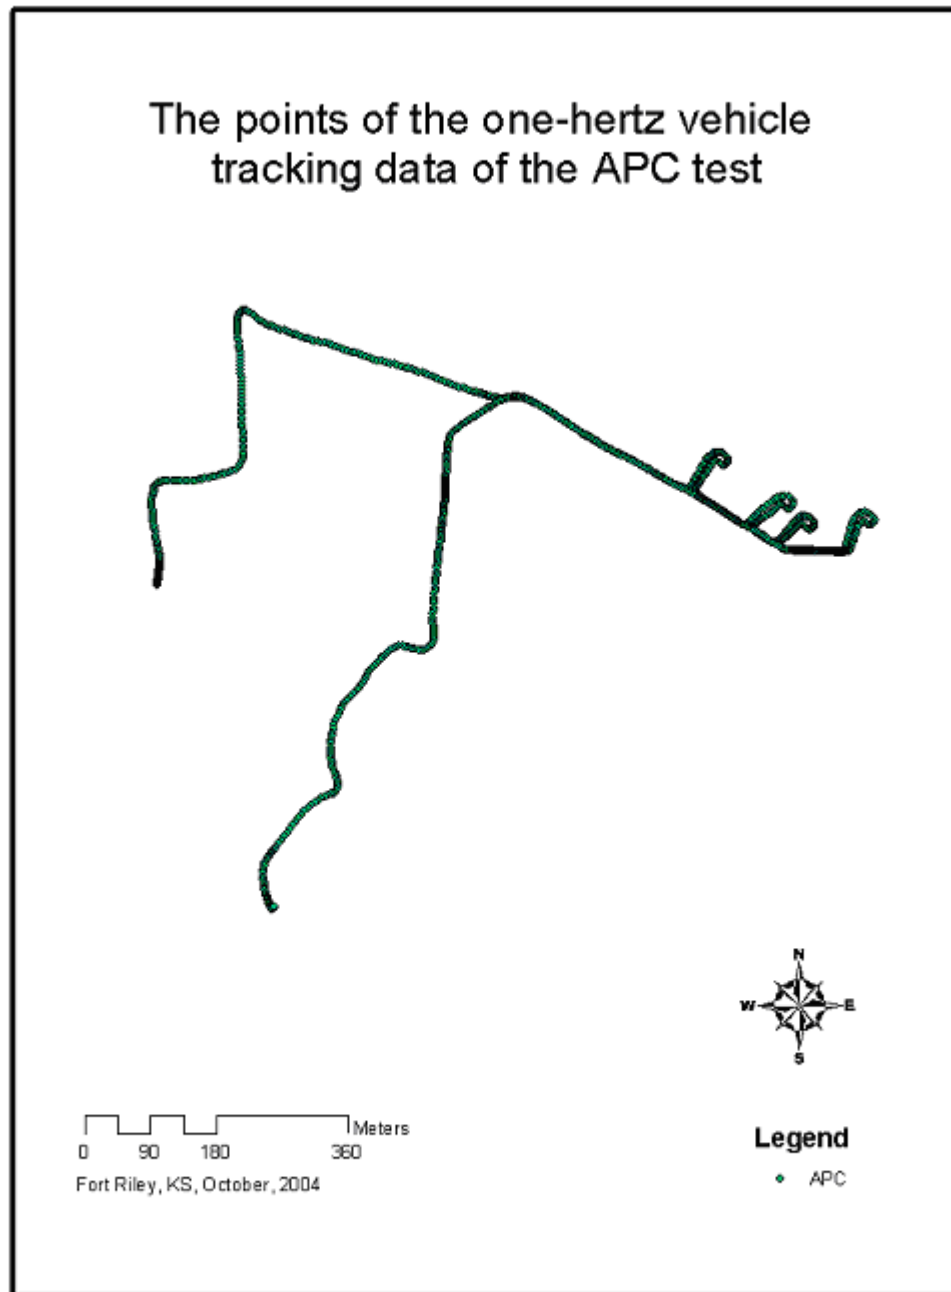 The points of the one-hertz vehicle
tracking data of the APC test
N
W E
S
Meters
0 90 180 360
Fort Riley, KS, October, 2004
Legend
APC